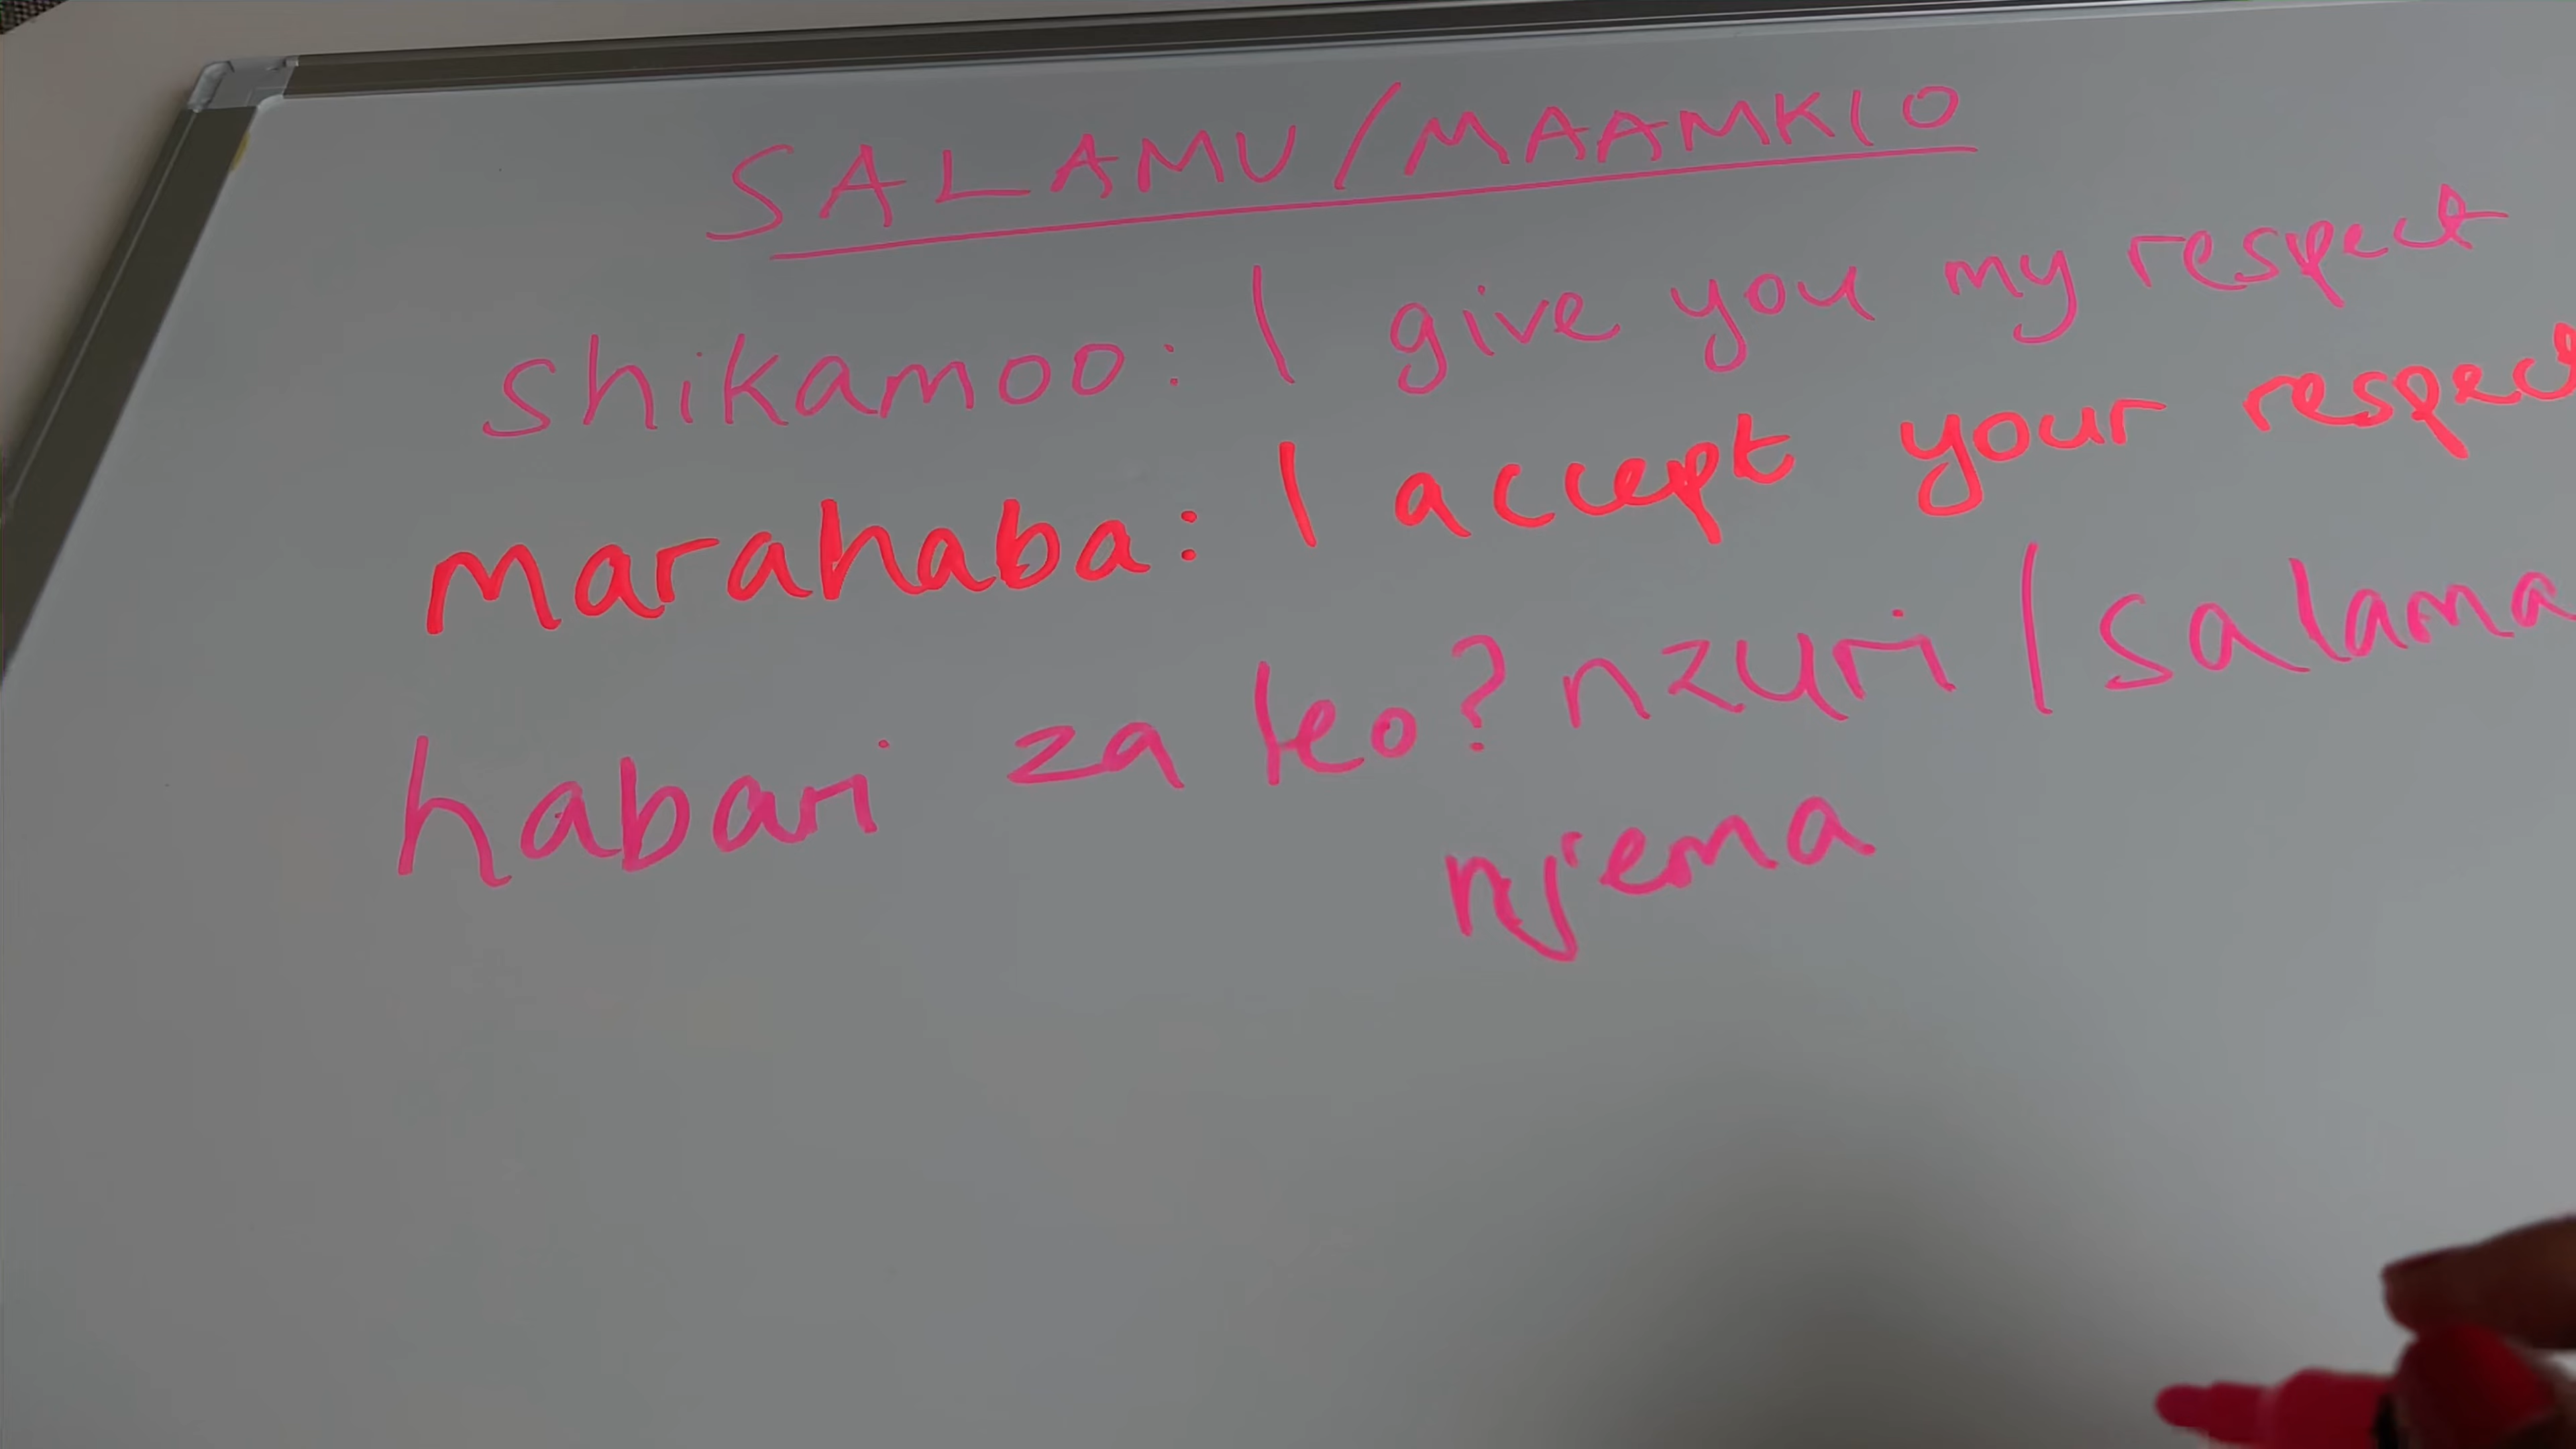 SALAMU/MAAMKIO
shikamoo: I give you my respect
marahaba: I accept your respect
habari za leo? nzuri / salama
njema